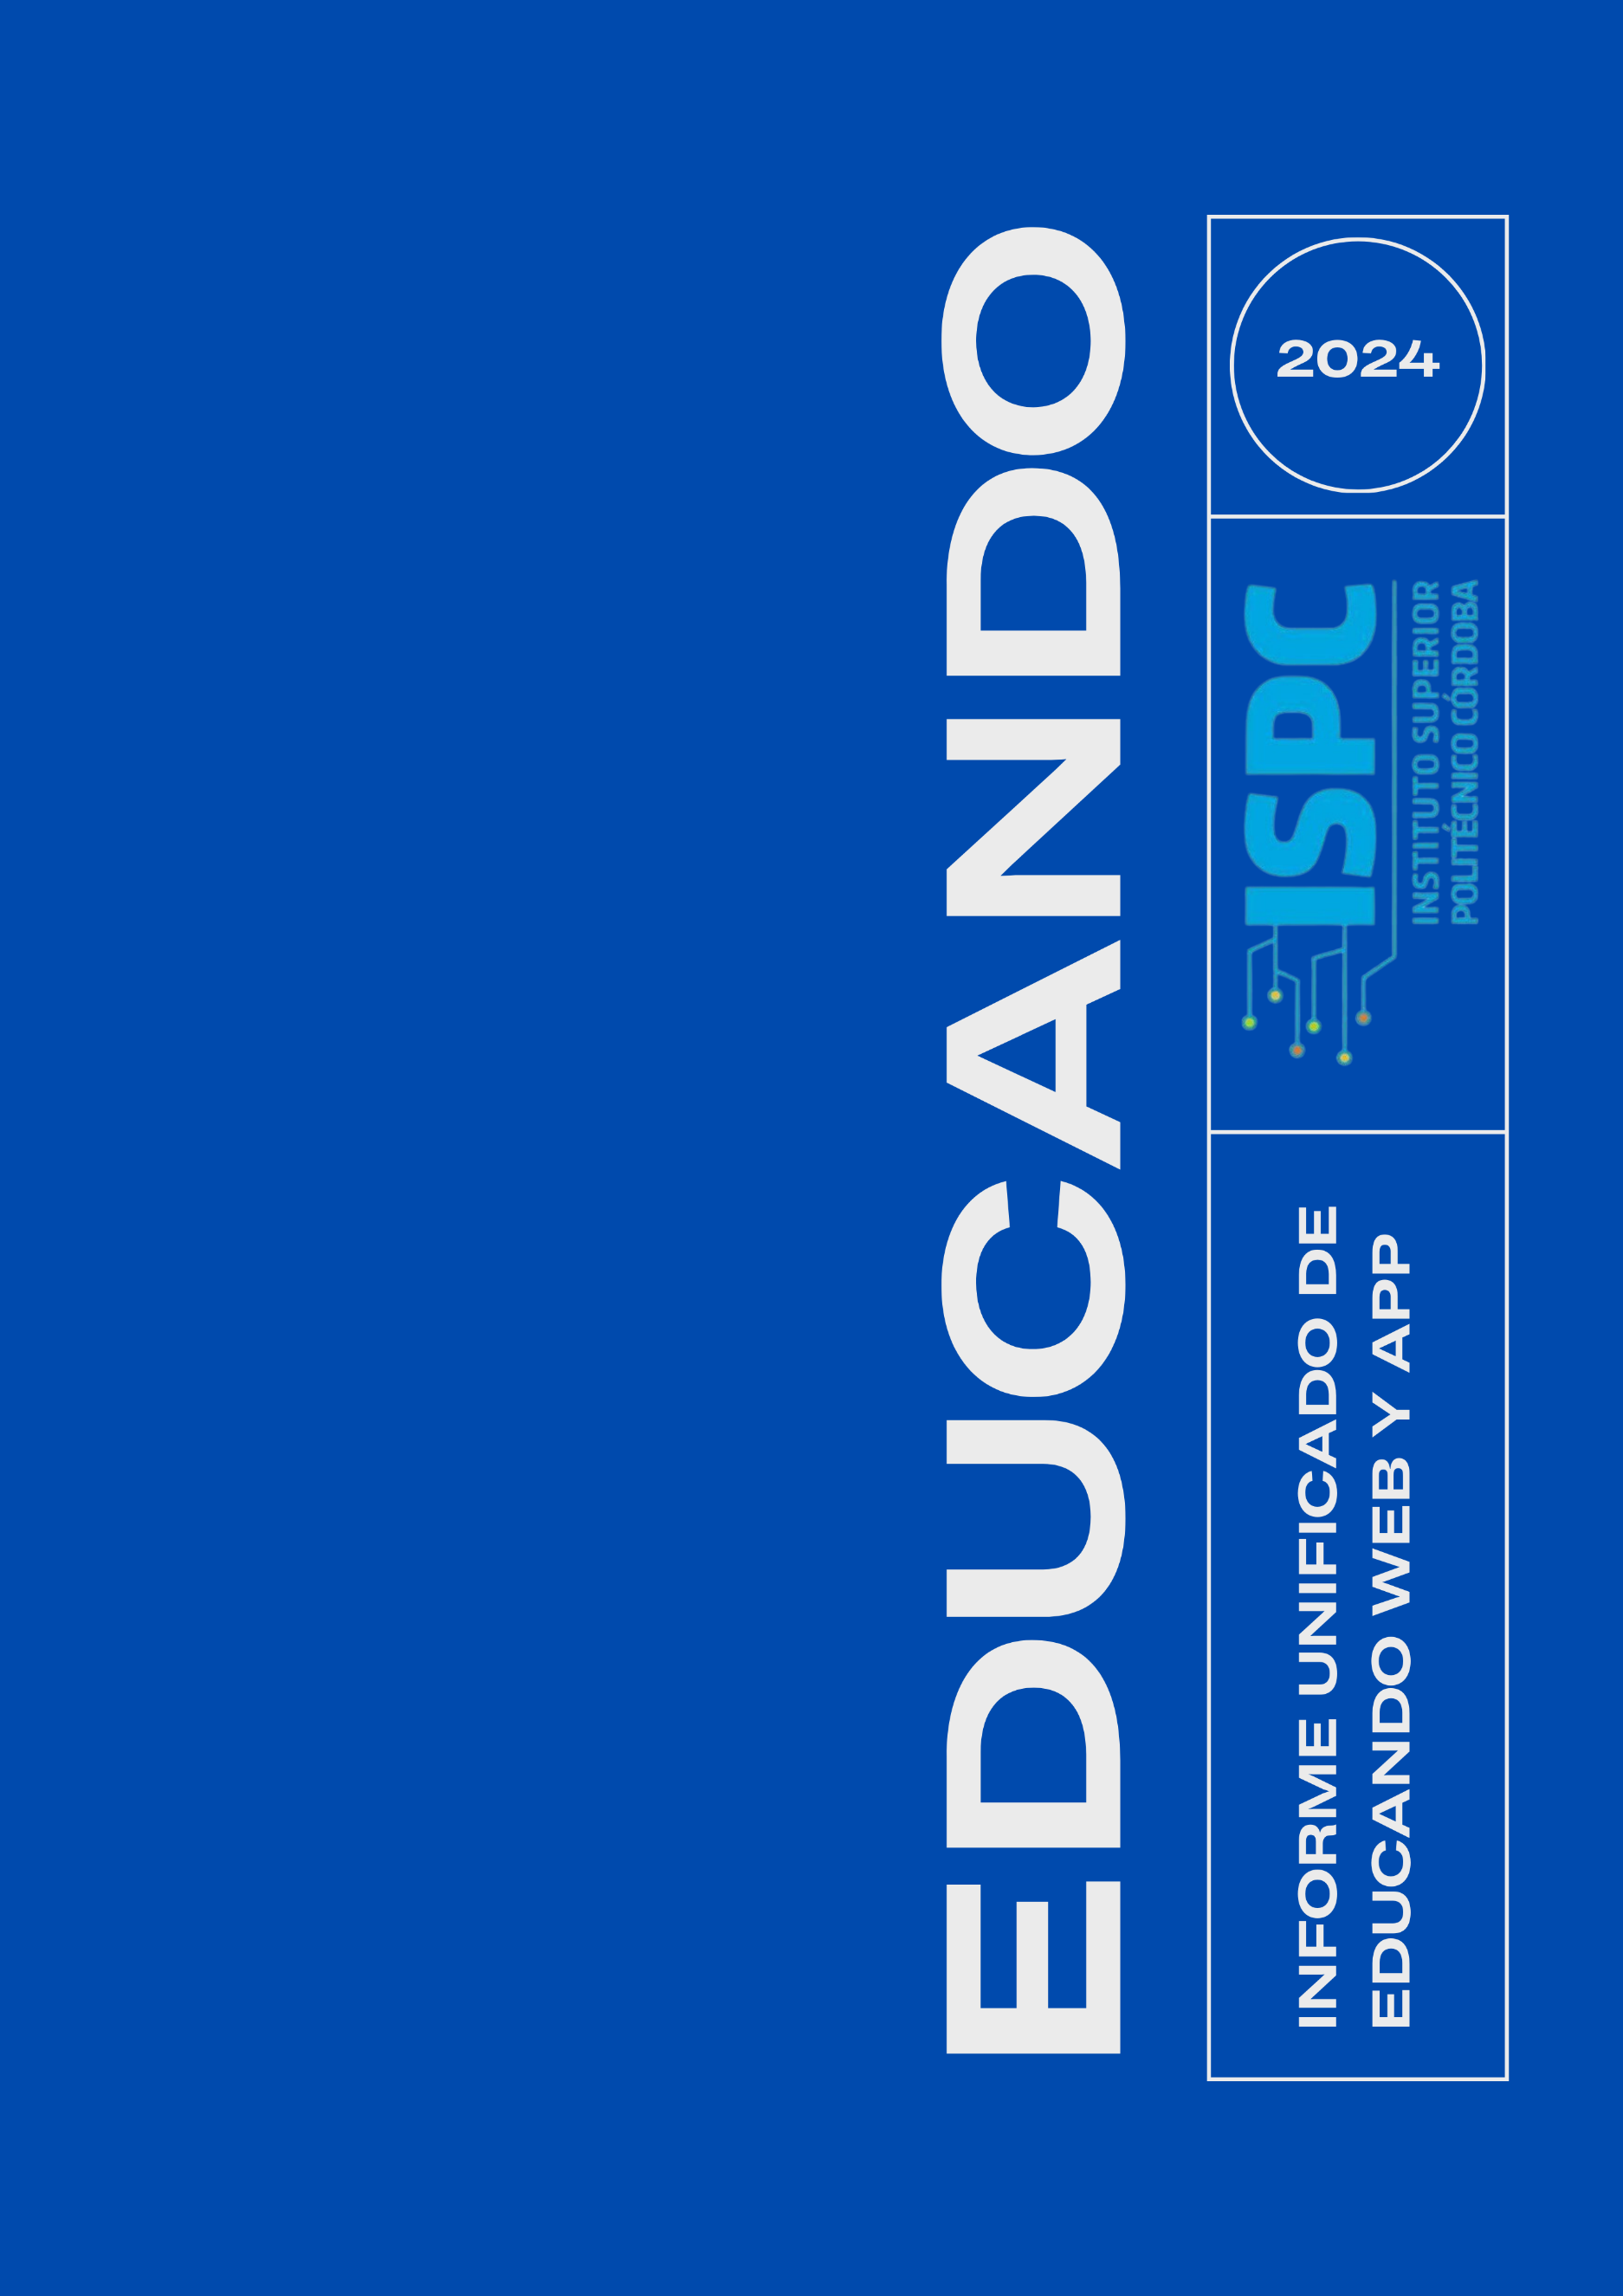 EDUCANDO
2024
ISPC
INSTITUTO SUPERIOR
POLITÉCNICO CÓRDOBA
INFORME UNIFICADO DE
EDUCANDO WEB Y APP